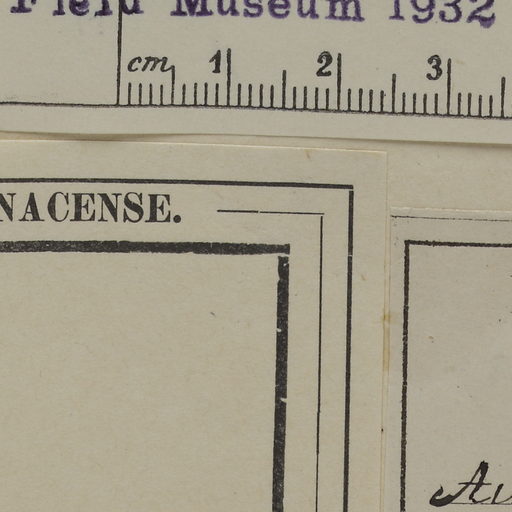 Field Museum 1932
cm 1 2 3
NACENSE.